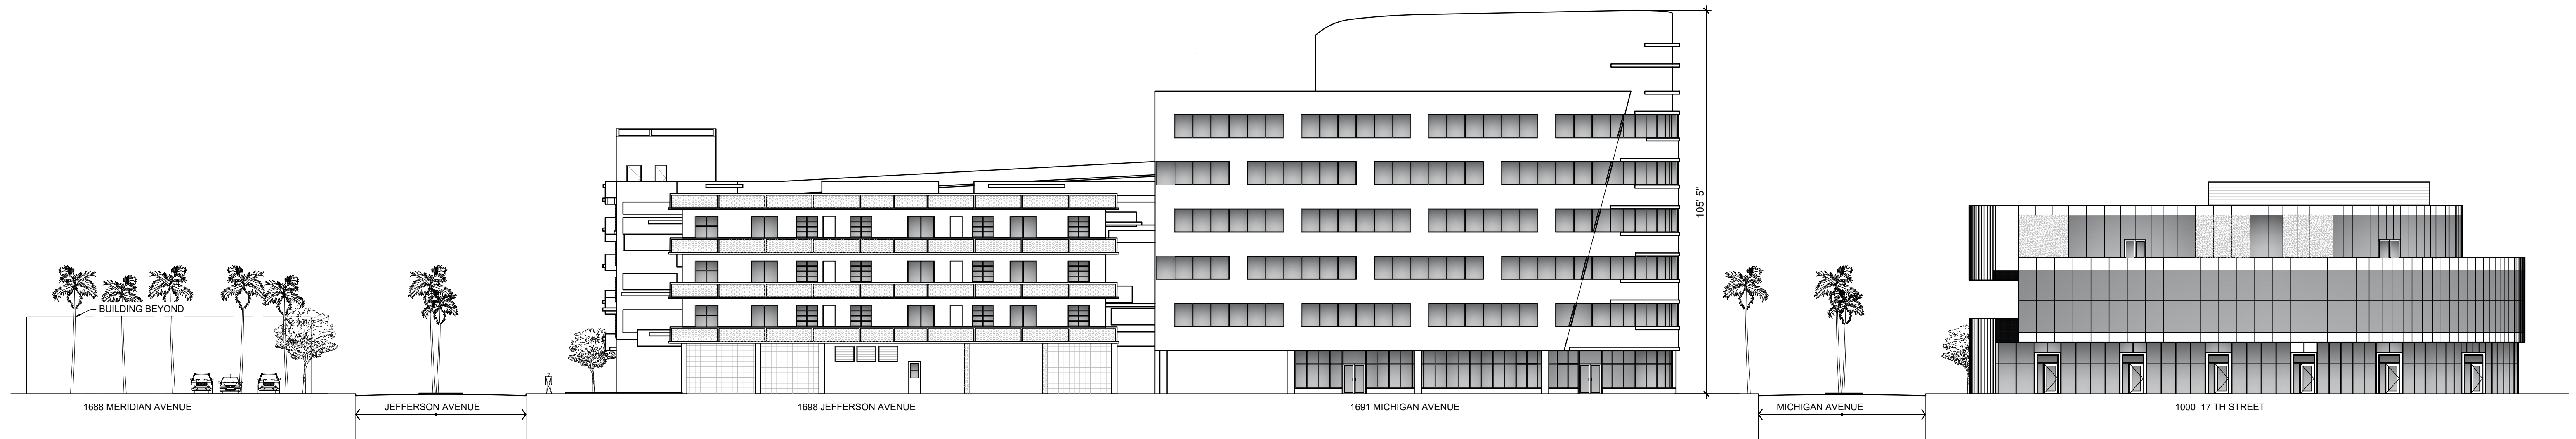 105' 5"
BUILDING BEYOND
1688 MERIDIAN AVENUE
JEFFERSON AVENUE
1698 JEFFERSON AVENUE
1691 MICHIGAN AVENUE
MICHIGAN AVENUE
1000 17 TH STREET